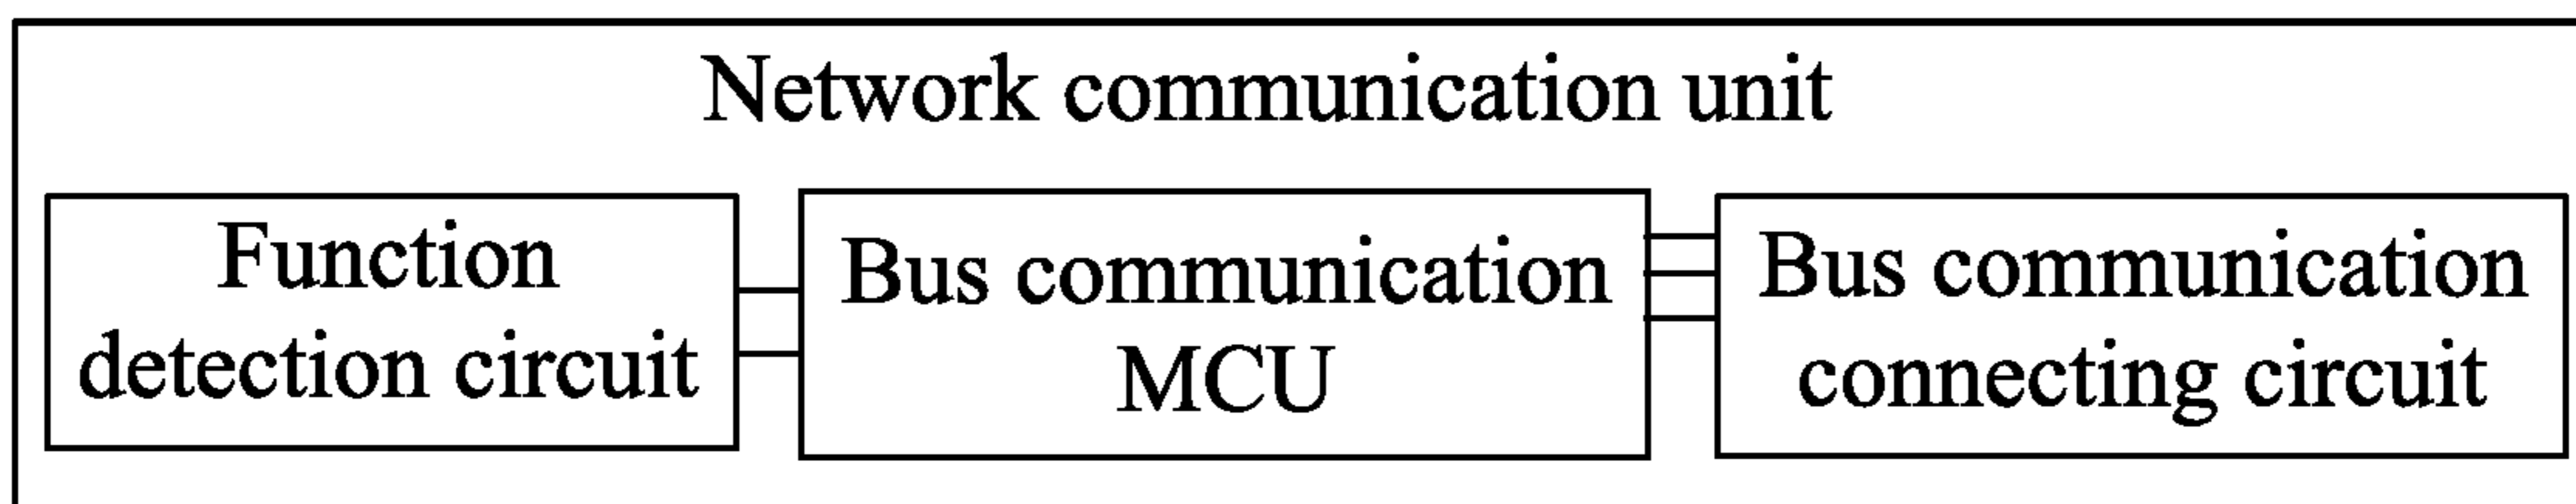 Network communication unit
Function
detection circuit
Bus communication
MCU
Bus communication
connecting circuit